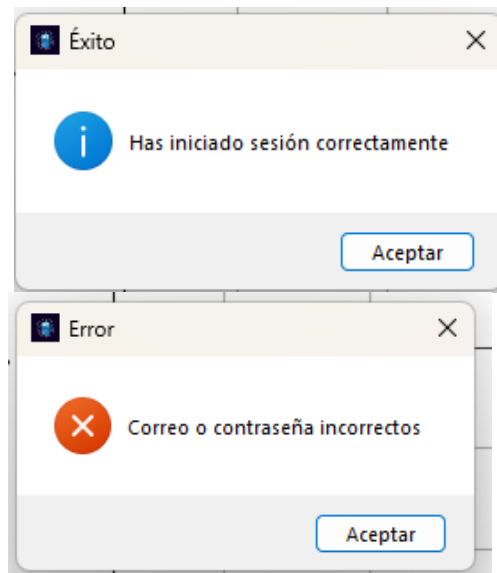 Éxito
Has iniciado sesión correctamente
Aceptar
Error
Correo o contraseña incorrectos
Aceptar